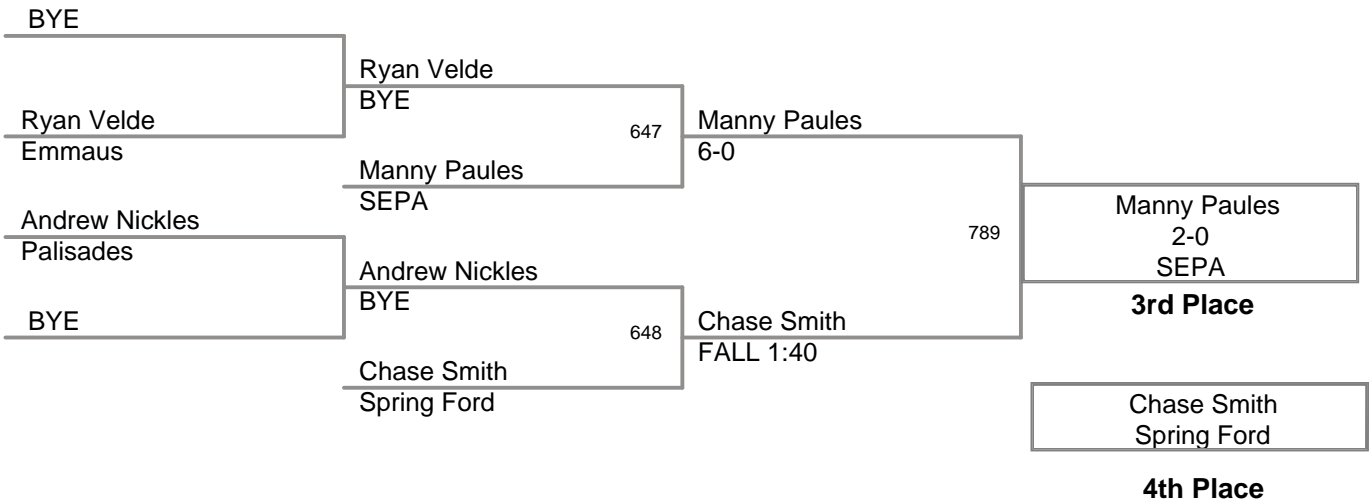 BYE
Ryan Velde
BYE
Ryan Velde
Emmaus
647
Manny Paules
6-0
Manny Paules
SEPA
Andrew Nickles
Palisades
789
Manny Paules
2-0
SEPA
3rd Place
Andrew Nickles
BYE
BYE
648
Chase Smith
FALL 1:40
Chase Smith
Spring Ford
Chase Smith
Spring Ford
4th Place